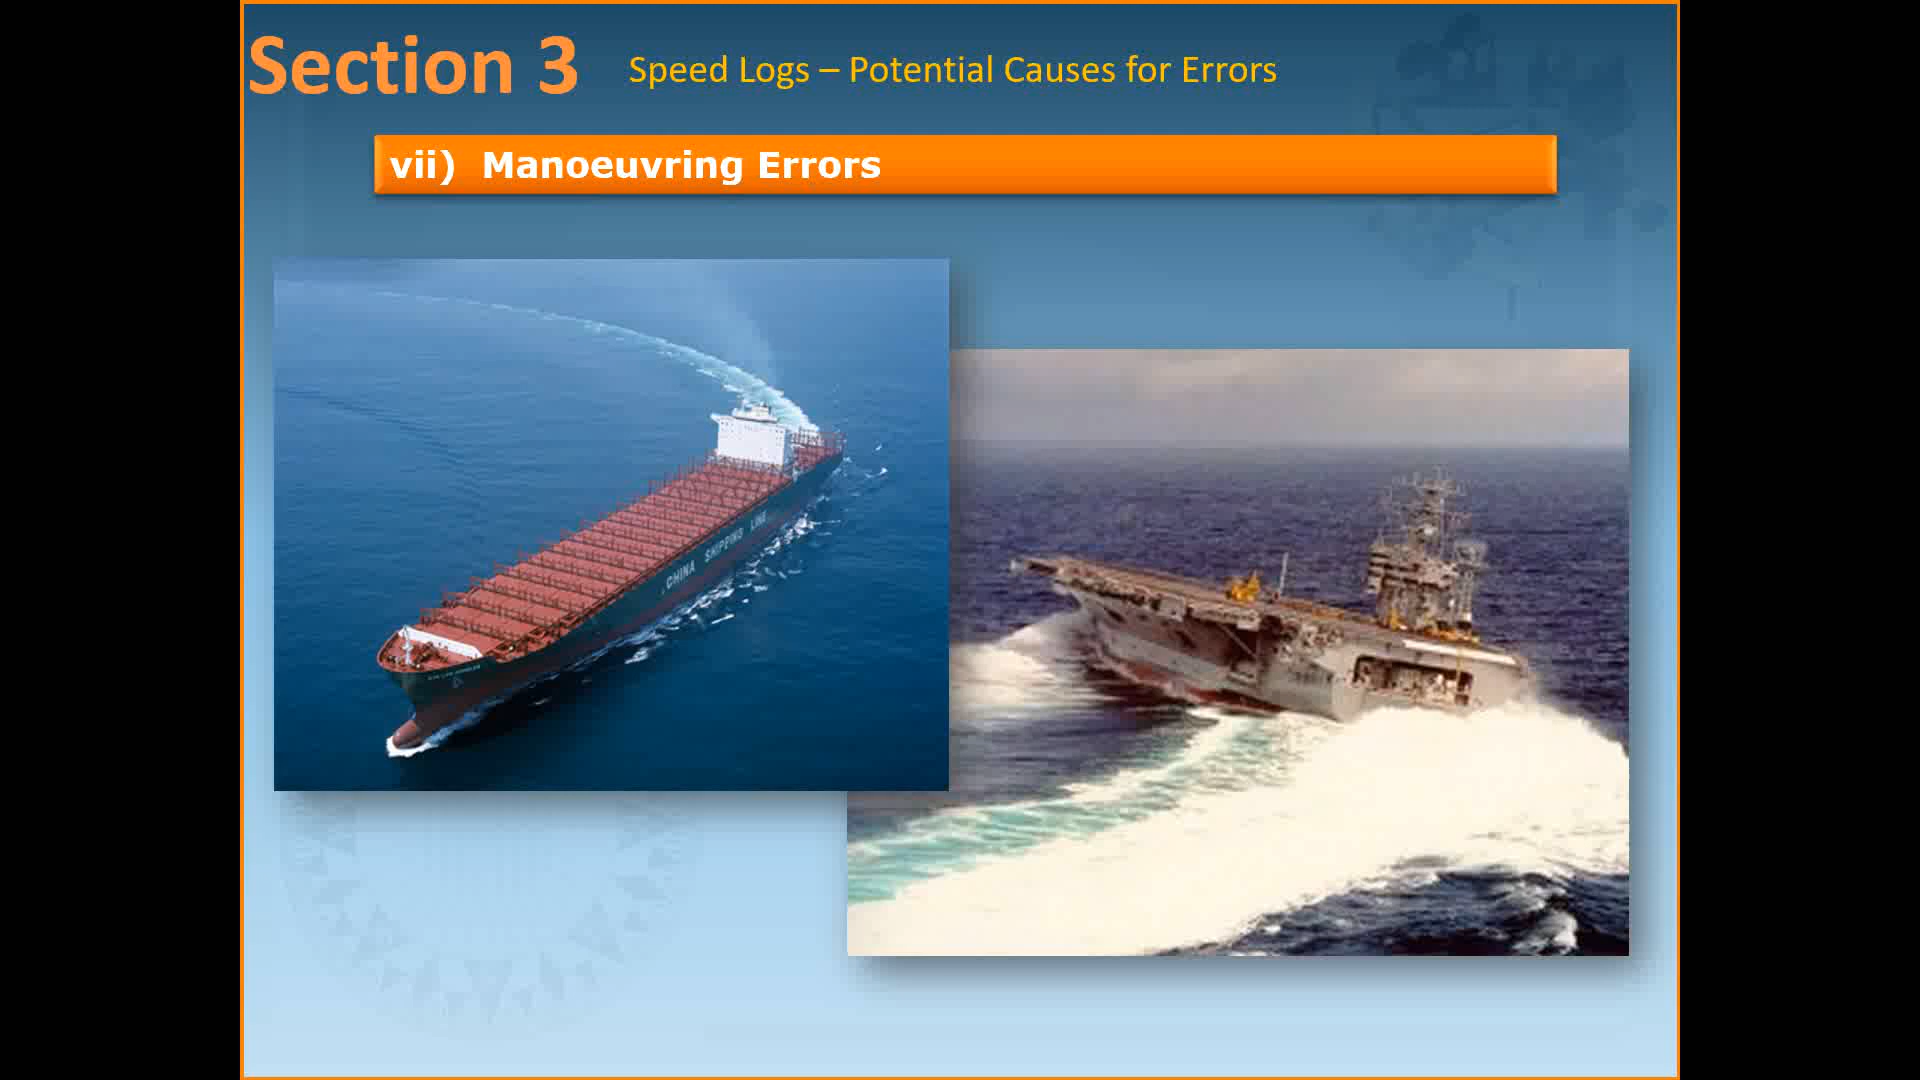 Section 3
Speed Logs – Potential Causes for Errors
vii) Manoeuvring Errors
CHINA SHIPPING LINE